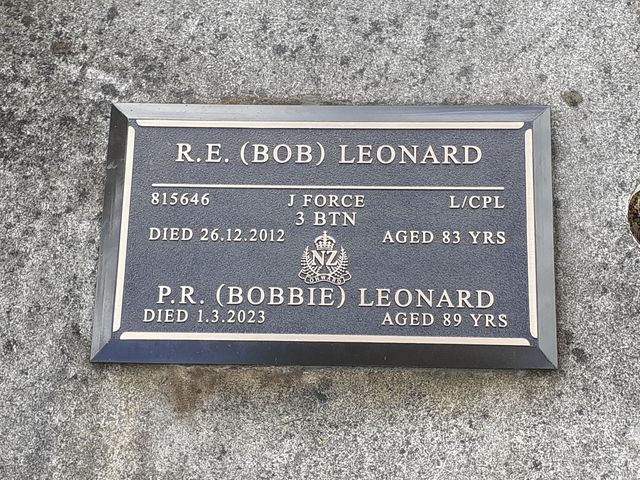 R.E. (BOB) LEONARD
815646 J FORCE L/CPL
3 BTN
DIED 26.12.2012 AGED 83 YRS
NZ
ONWARD
P.R. (BOBBIE) LEONARD
DIED 1.3.2023 AGED 89 YRS